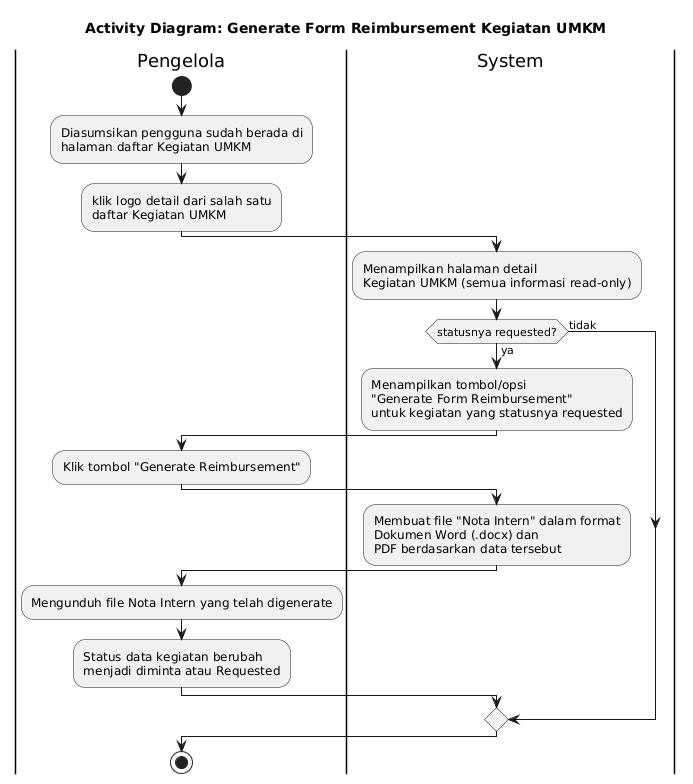 Activity Diagram: Generate Form Reimbursement Kegiatan UMKM
Pengelola
System
Diasumsikan pengguna sudah berada di
halaman daftar Kegiatan UMKM
klik logo detail dari salah satu
daftar Kegiatan UMKM
Menampilkan halaman detail
Kegiatan UMKM (semua informasi read-only)
statusnya requested?
tidak
ya
Menampilkan tombol/opsi
"Generate Form Reimbursement"
untuk kegiatan yang statusnya requested
Klik tombol "Generate Reimbursement"
Membuat file "Nota Intern" dalam format
Dokumen Word (.docx) dan
PDF berdasarkan data tersebut
Mengunduh file Nota Intern yang telah digenerate
Status data kegiatan berubah
menjadi diminta atau Requested